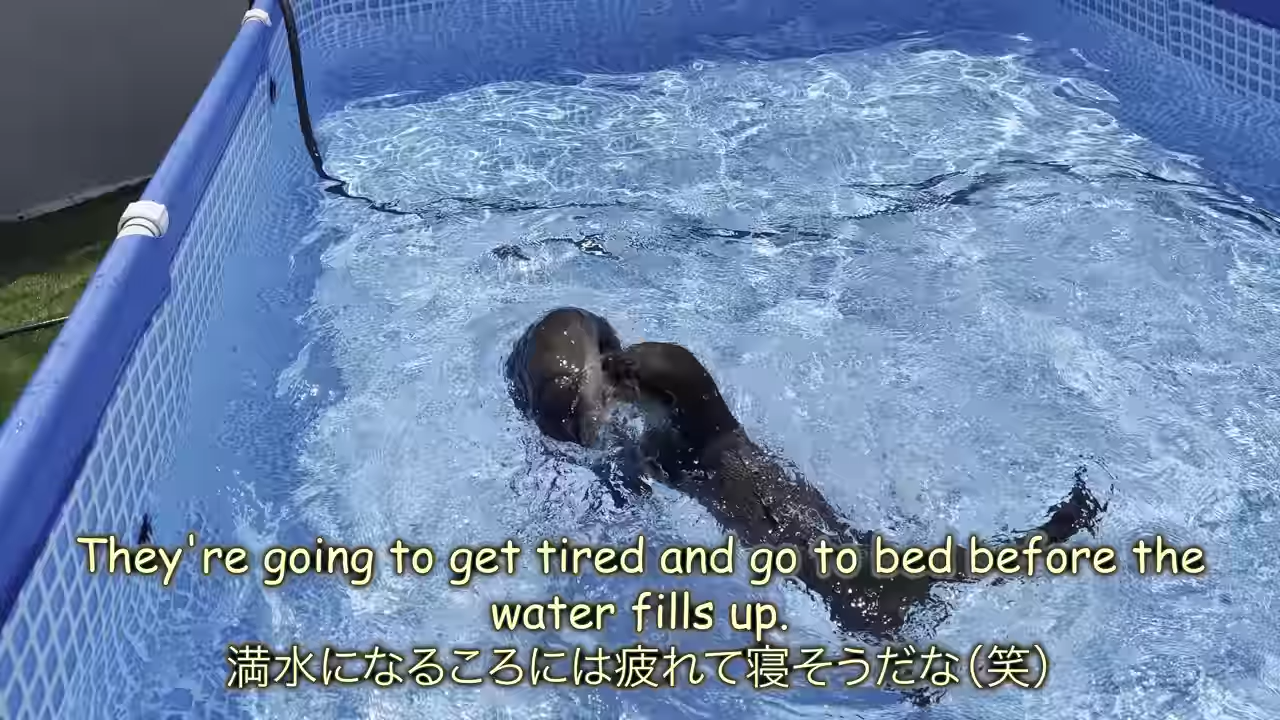 They're going to get tired and go to bed before the
water fills up.
満水になるころには疲れて寝そうだな(笑)